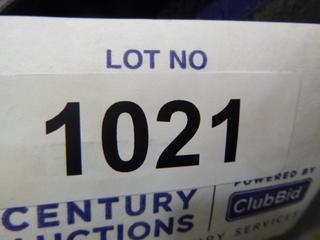 LOT NO
1021
CENTURY
POWERED BY
ClubBid